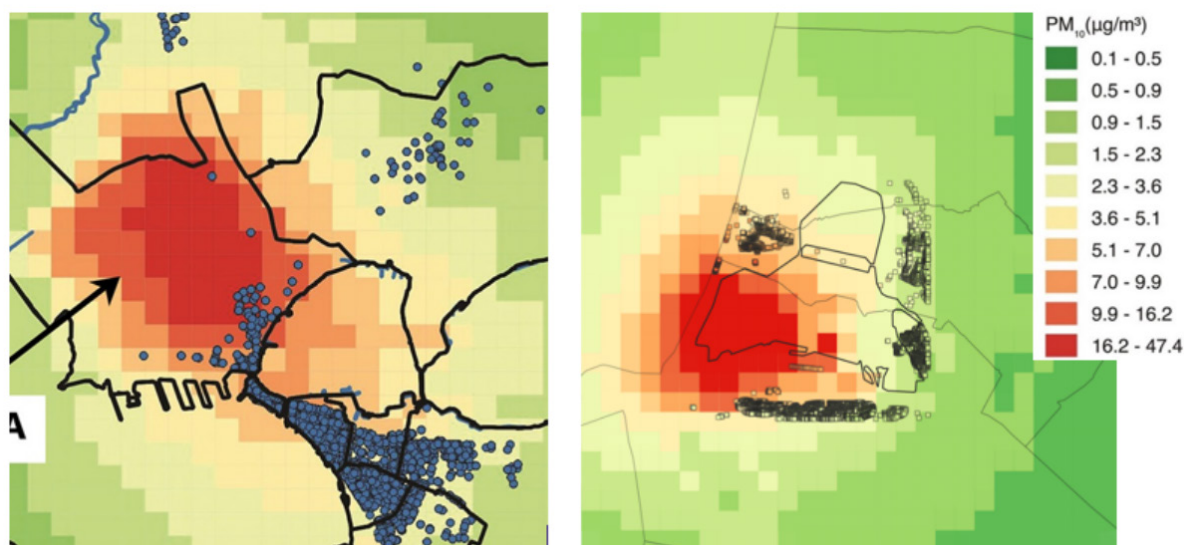 A
PM₁₀(µg/m³)
0.1 - 0.5
0.5 - 0.9
0.9 - 1.5
1.5 - 2.3
2.3 - 3.6
3.6 - 5.1
5.1 - 7.0
7.0 - 9.9
9.9 - 16.2
16.2 - 47.4